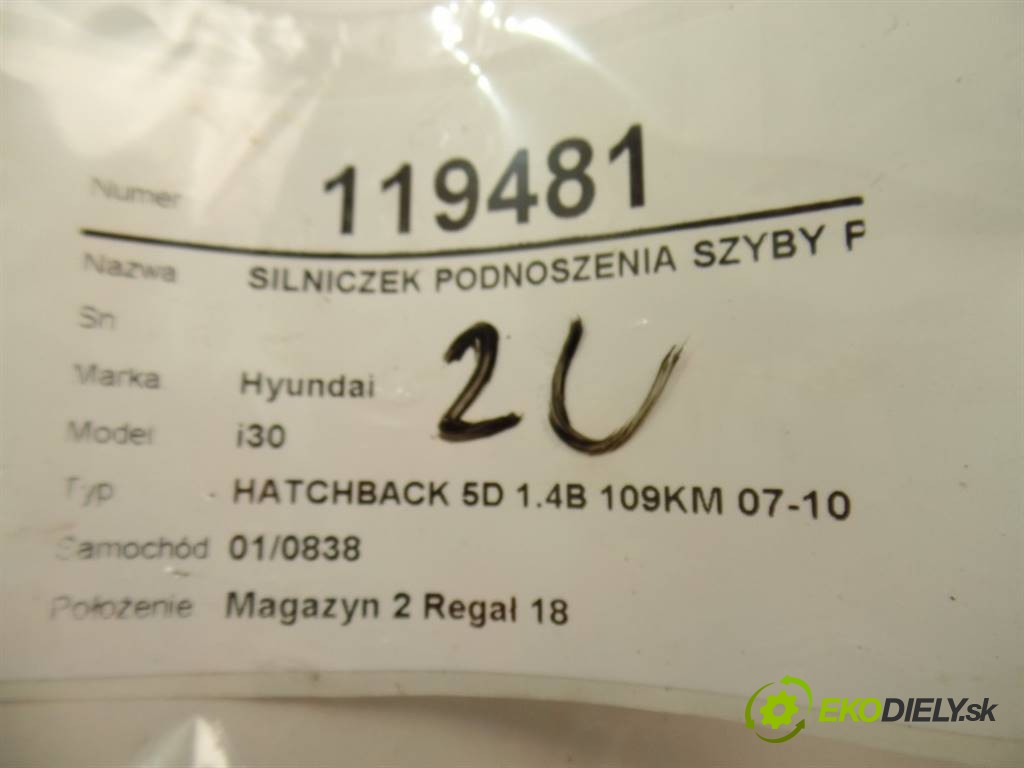 Numer 119481
Nazwa SILNICZEK PODNOSZENIA SZYBY P
Sn
2U
Marka Hyundai
Model i30
Typ HATCHBACK 5D 1.4B 109KM 07-10
Samochód 01/0838
Położenie Magazyn 2 Regał 18
EKODIELY.sk